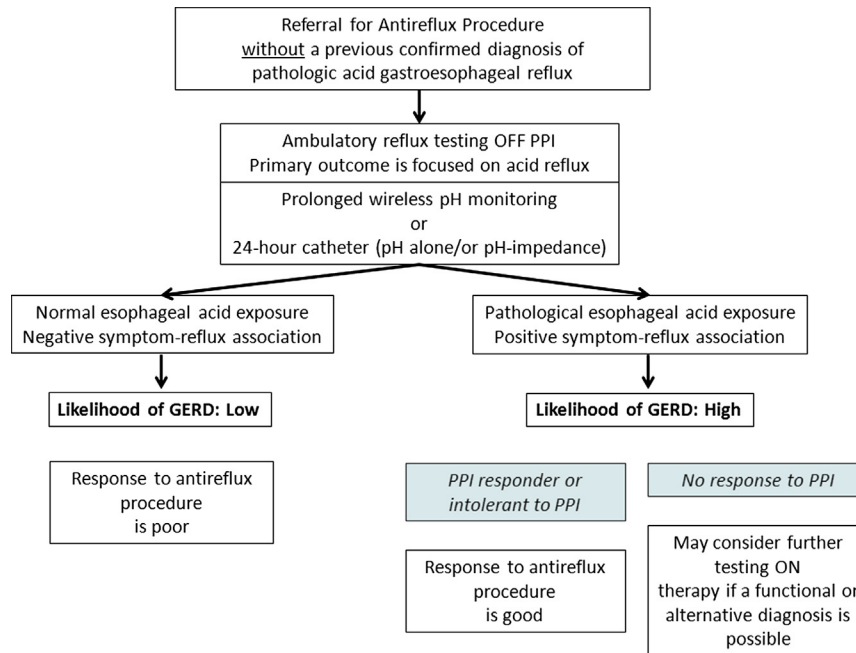 Referral for Antireflux Procedure
without a previous confirmed diagnosis of
pathologic acid gastroesophageal reflux
Ambulatory reflux testing OFF PPI
Primary outcome is focused on acid reflux
Prolonged wireless pH monitoring
or
24-hour catheter (pH alone/or pH-impedance)
Normal esophageal acid exposure
Negative symptom-reflux association
Pathological esophageal acid exposure
Positive symptom-reflux association
Likelihood of GERD: Low
Likelihood of GERD: High
Response to antireflux
procedure
is poor
PPI responder or
intolerant to PPI
No response to PPI
Response to antireflux
procedure
is good
May consider further
testing ON
therapy if a functional or
alternative diagnosis is
possible